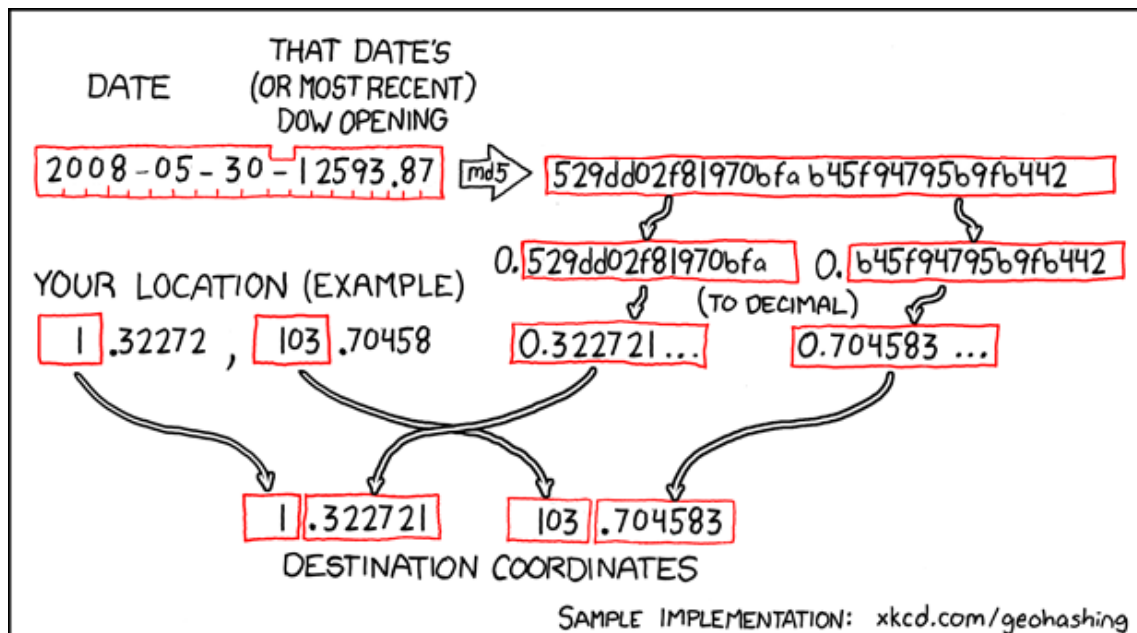 DATE
THAT DATE'S
(OR MOST RECENT)
DOW OPENING
2008-05-30-12593.87
md5
529dd02f81970bfa b45f94795b9fb442
0. 529dd02f81970bfa
0. b45f94795b9fb442
YOUR LOCATION (EXAMPLE)
(TO DECIMAL)
1 .32272 , 103 .70458
0.322721...
0.704583 ...
1 .322721
103 .704583
DESTINATION COORDINATES
SAMPLE IMPLEMENTATION: xkcd.com/geohashing